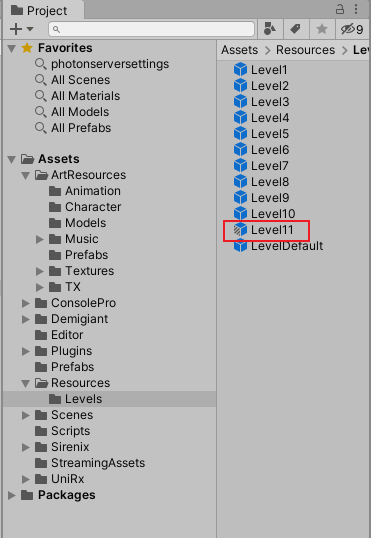 Project
9
Favorites
photonserversettings
All Scenes
All Materials
All Models
All Prefabs
Assets
ArtResources
Animation
Character
Models
Music
Prefabs
Textures
TX
ConsolePro
Demigiant
Editor
Plugins
Prefabs
Resources
Levels
Scenes
Scripts
Sirenix
StreamingAssets
UniRx
Packages
Assets > Resources > Le
Level1
Level2
Level3
Level4
Level5
Level6
Level7
Level8
Level9
Level10
Level11
LevelDefault